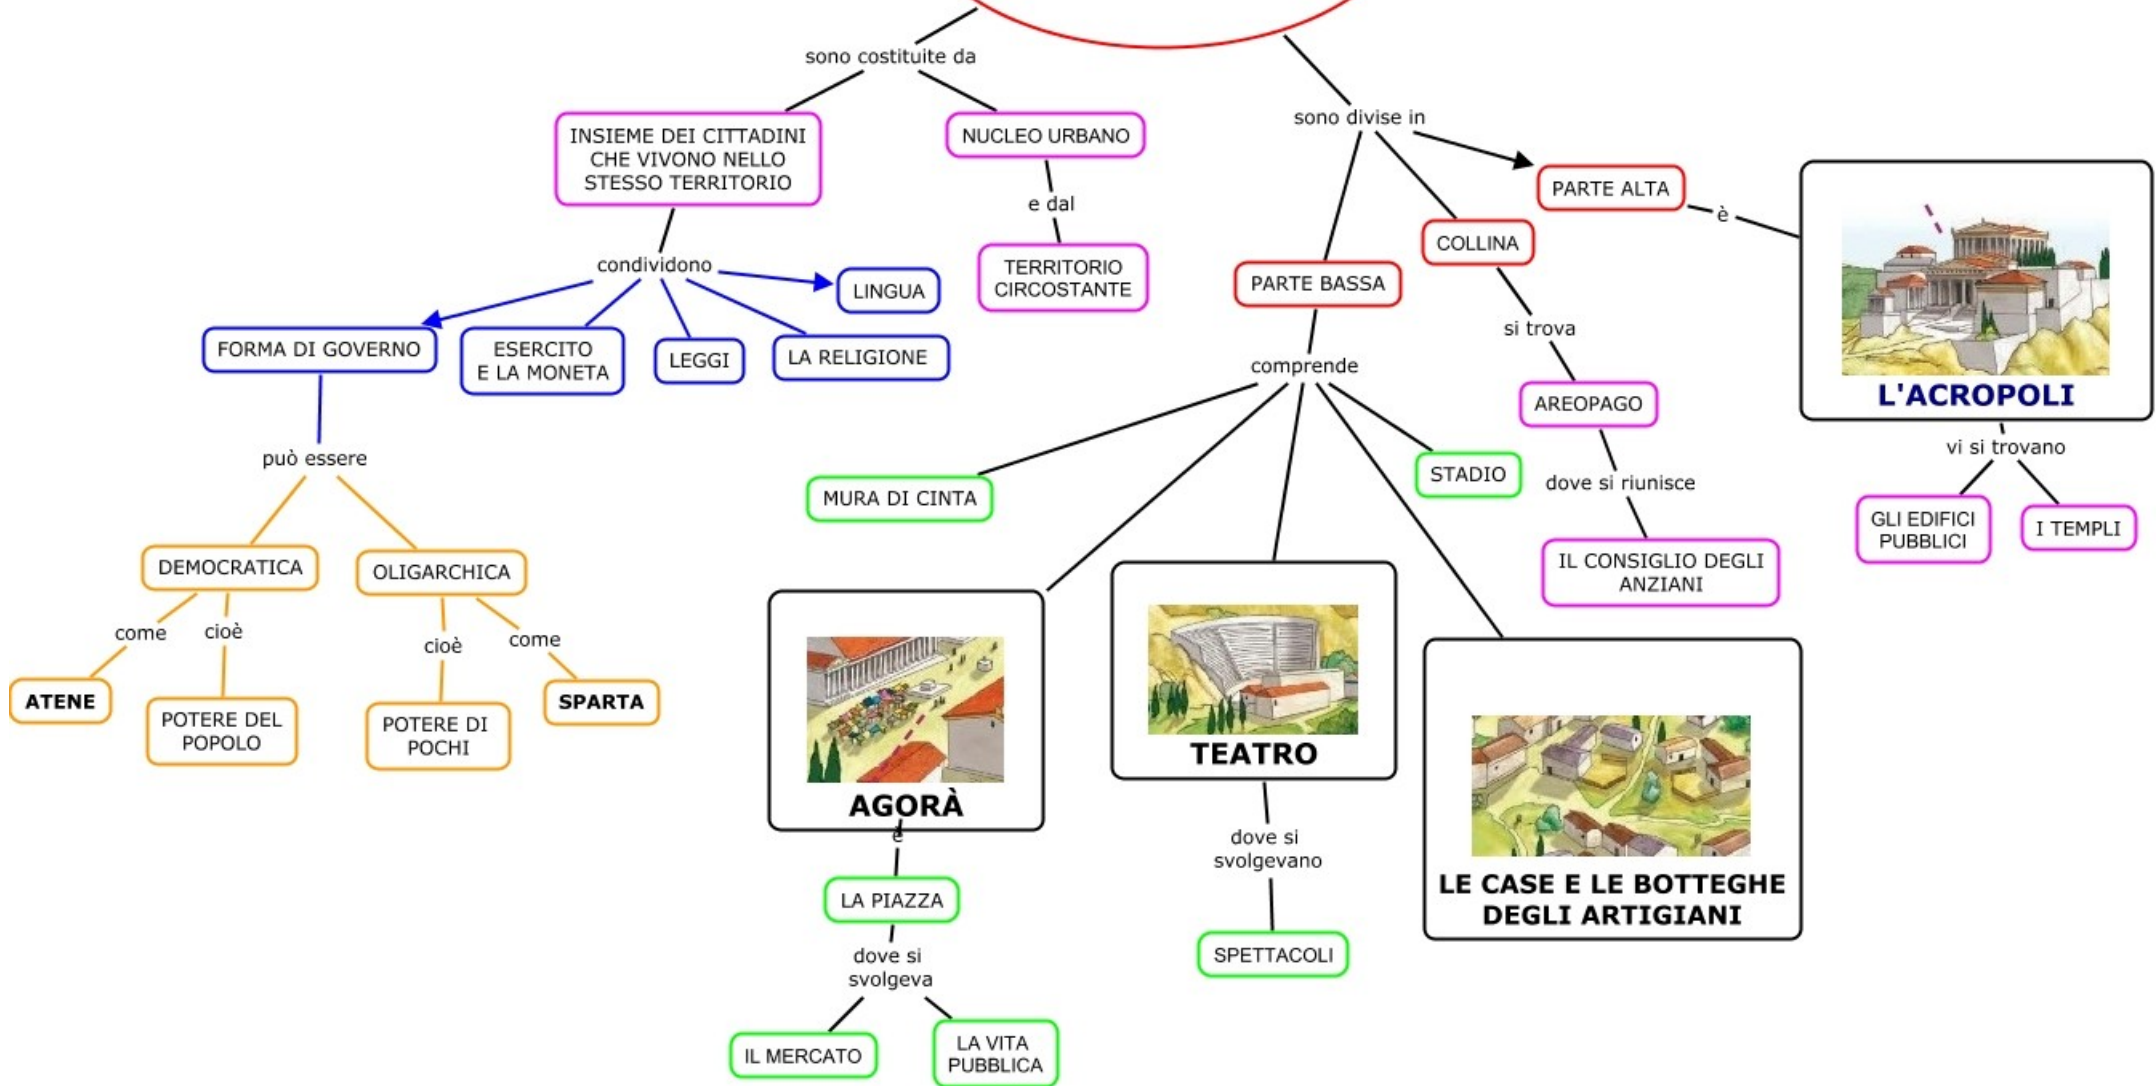 sono costituite da
INSIEME DEI CITTADINI
CHE VIVONO NELLO
STESSO TERRITORIO
NUCLEO URBANO
e dal
TERRITORIO
CIRCOSTANTE
condividono
LINGUA
FORMA DI GOVERNO
ESERCITO
E LA MONETA
LEGGI
LA RELIGIONE
può essere
DEMOCRATICA
OLIGARCHICA
come
cioè
cioè
come
ATENE
POTERE DEL
POPOLO
POTERE DI
POCHI
SPARTA
sono divise in
PARTE ALTA
è
L'ACROPOLI
vi si trovano
GLI EDIFICI
PUBBLICI
I TEMPLI
COLLINA
si trova
AREOPAGO
dove si riunisce
IL CONSIGLIO DEGLI
ANZIANI
PARTE BASSA
comprende
MURA DI CINTA
STADIO
AGORÀ
è
LA PIAZZA
dove si
svolgeva
IL MERCATO
LA VITA
PUBBLICA
TEATRO
dove si
svolgevano
SPETTACOLI
LE CASE E LE BOTTEGHE
DEGLI ARTIGIANI